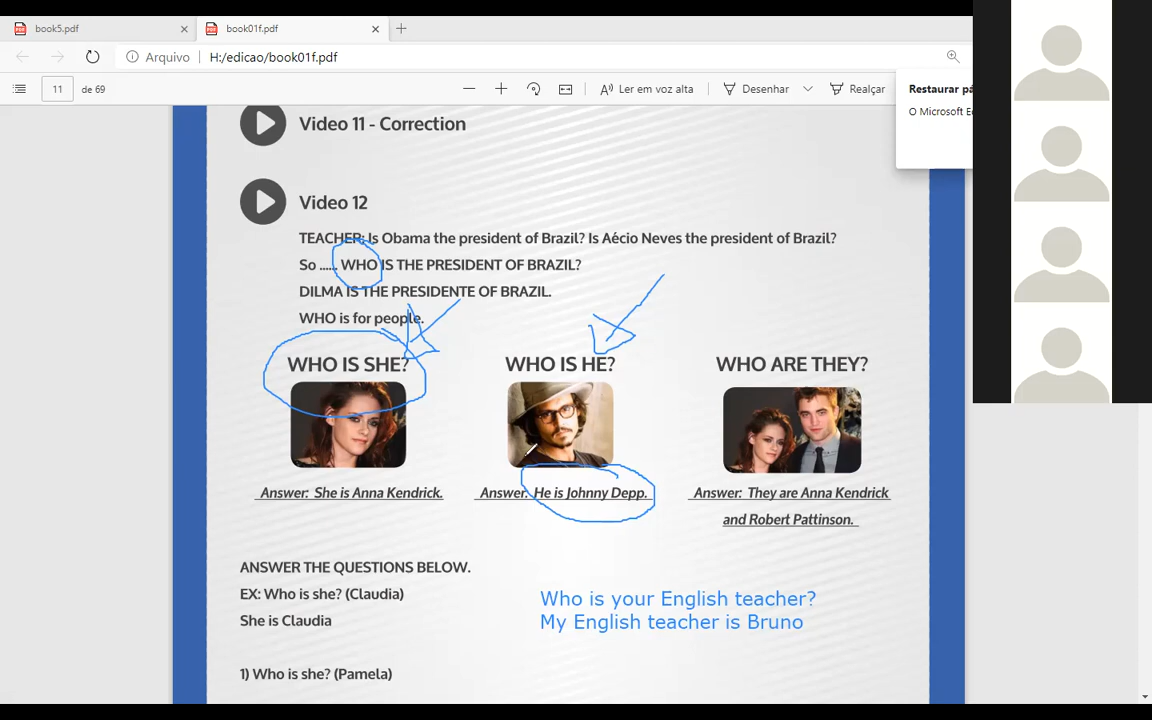 book5.pdf
book01f.pdf
Arquivo
H:/edicao/book01f.pdf
11 de 69
Ler em voz alta
Desenhar
Realçar
Restaurar pá
O Microsoft Ed
Video 11 - Correction
Video 12
TEACHER: Is Obama the president of Brazil? Is Aécio Neves the president of Brazil?
So ...... WHO IS THE PRESIDENT OF BRAZIL?
DILMA IS THE PRESIDENTE OF BRAZIL.
WHO is for people.
WHO IS SHE?
WHO IS HE?
WHO ARE THEY?
Answer: She is Anna Kendrick.
Answer: He is Johnny Depp.
Answer: They are Anna Kendrick
and Robert Pattinson.
ANSWER THE QUESTIONS BELOW.
EX: Who is she? (Claudia)
She is Claudia
Who is your English teacher?
My English teacher is Bruno
1) Who is she? (Pamela)